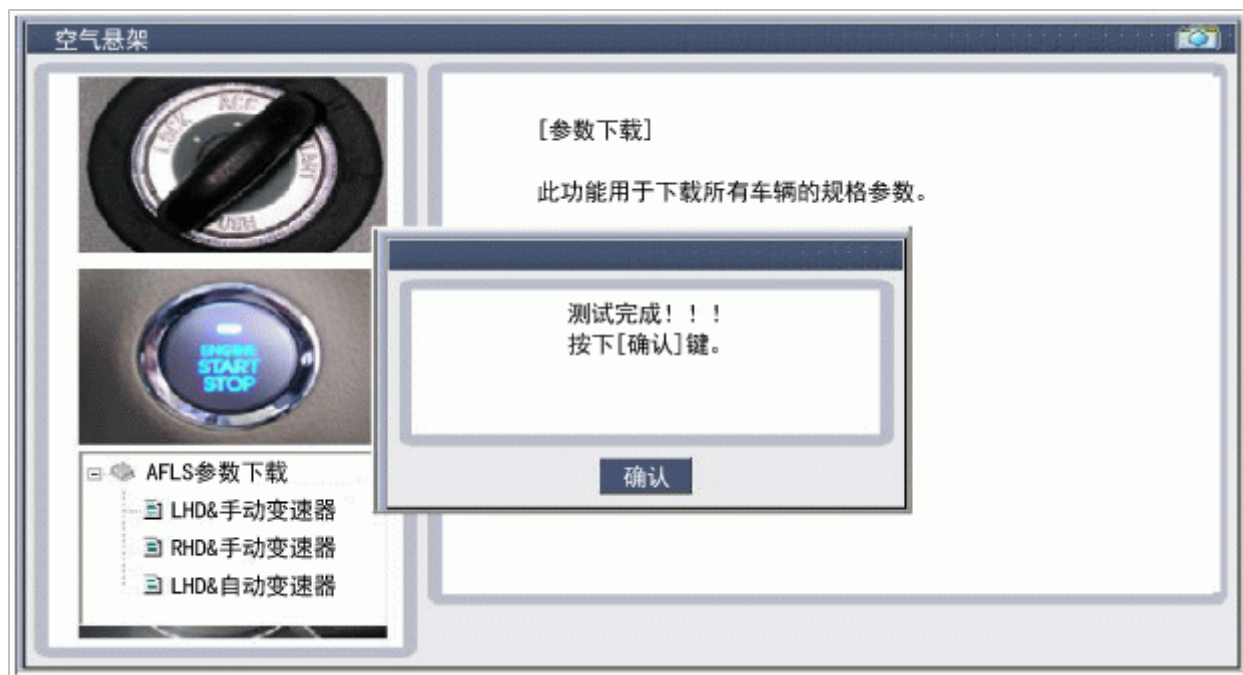 空气悬架
ACC
LOCK
START
[参数下载]
此功能用于下载所有车辆的规格参数。
测试完成!!!
按下[确认]键。
确认
ENGINE
START
STOP
AFLS参数下载
LHD&手动变速器
RHD&手动变速器
LHD&自动变速器